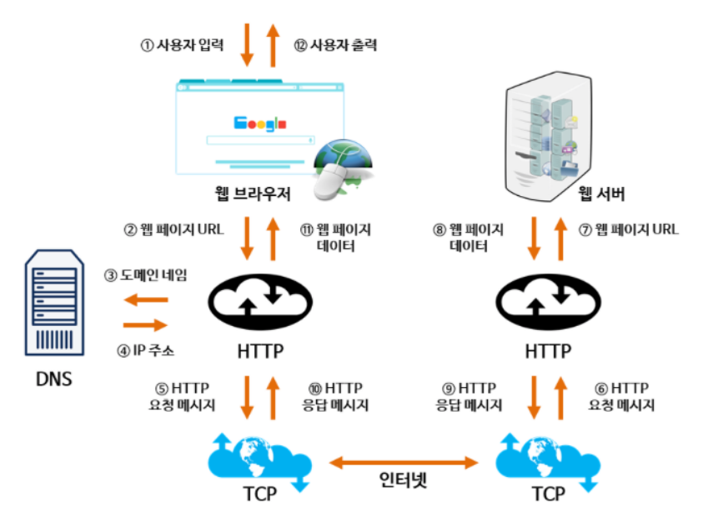 ① 사용자 입력
⑫ 사용자 출력
Google
웹 브라우저
웹 서버
② 웹 페이지 URL
⑪ 웹 페이지
데이터
⑧ 웹 페이지
데이터
⑦ 웹 페이지 URL
③ 도메인 네임
④ IP 주소
DNS
HTTP
HTTP
⑤ HTTP
요청 메시지
⑩ HTTP
응답 메시지
⑨ HTTP
응답 메시지
⑥ HTTP
요청 메시지
인터넷
TCP
TCP